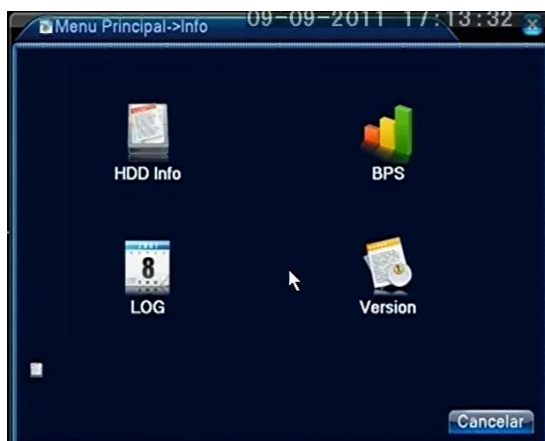 Menu Principal->Info
09-09-2011 17:13:32
HDD Info
BPS
8
LOG
Version
Cancelar